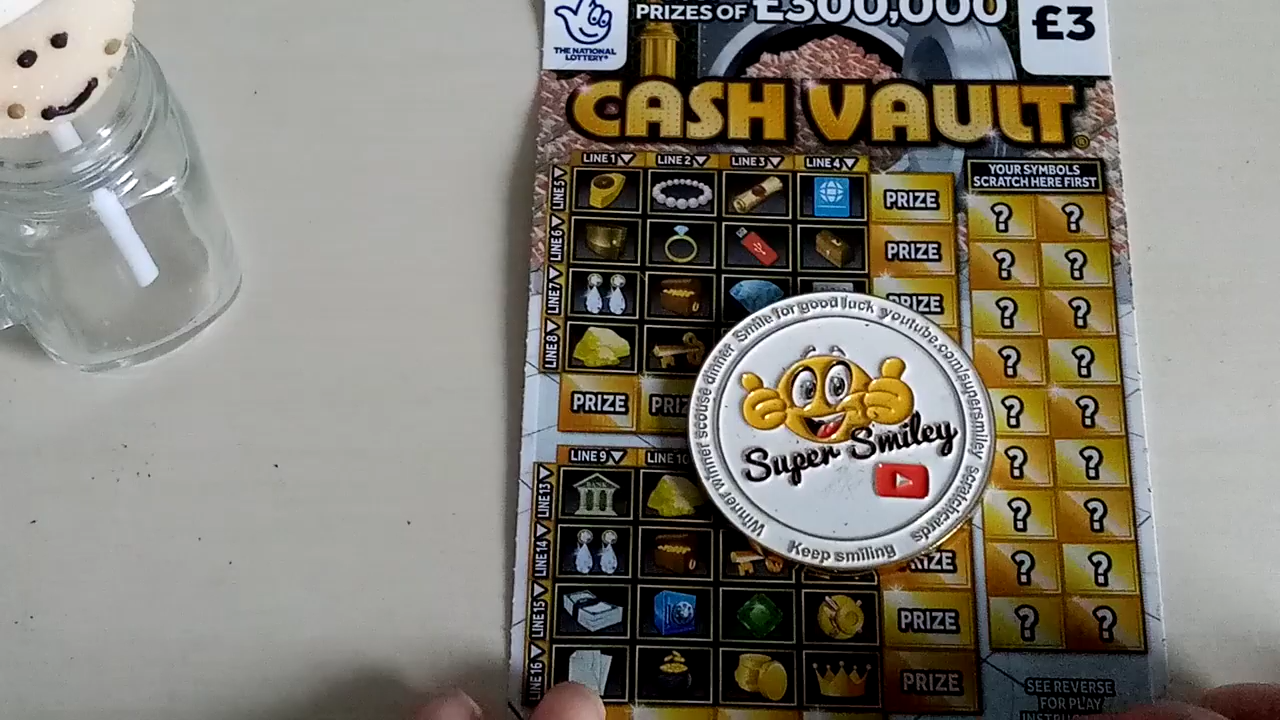 PRIZES OF £300,000
£3
THE NATIONAL
LOTTERY®
CASH VAULT®
LINE 1 LINE 2 LINE 3 LINE 4
YOUR SYMBOLS
SCRATCH HERE FIRST
LINE 5
PRIZE
? ?
LINE 6
PRIZE
? ?
LINE 7
PRIZE
? ?
LINE 8
? ?
PRIZE
? ?
LINE 9 LINE 10
? ?
LINE 13
BANK
? ?
LINE 14
? ?
LINE 15
PRIZE
? ?
LINE 16
PRIZE
SEE REVERSE
FOR PLAY
Smile for good luck youtube.com/supersmiley scratchcards
Keep smiling
Winner winner scouse dinner
Super Smiley